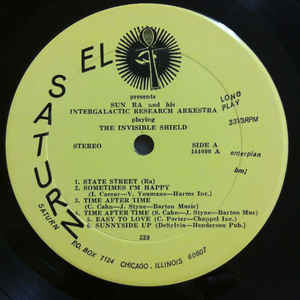 EL
SATURN
presents
SUN RA and his
INTERGALACTIC RESEARCH ARKESTRA
playing
THE INVISIBLE SHIELD
LONG
PLAY
33⅓RPM
STEREO
SIDE A
144000 A
enterplan
bmi
1. STATE STREET (Ra)
2. SOMETIMES I'M HAPPY
(I. Caesar—V. Youmans—Harms Inc.)
3. TIME AFTER TIME
(C. Cahn—J. Styne—Barton Music)
4. TIME AFTER TIME (S. Cahn—J. Styne—Barton Mus)
5. EASY TO LOVE (C. Porter—Chappel Inc.)
6. SUNNYSIDE UP (DeSylvia—Henderson Pub.)
529
SATURN
P.O. BOX 7124 CHICAGO, ILLINOIS 60607